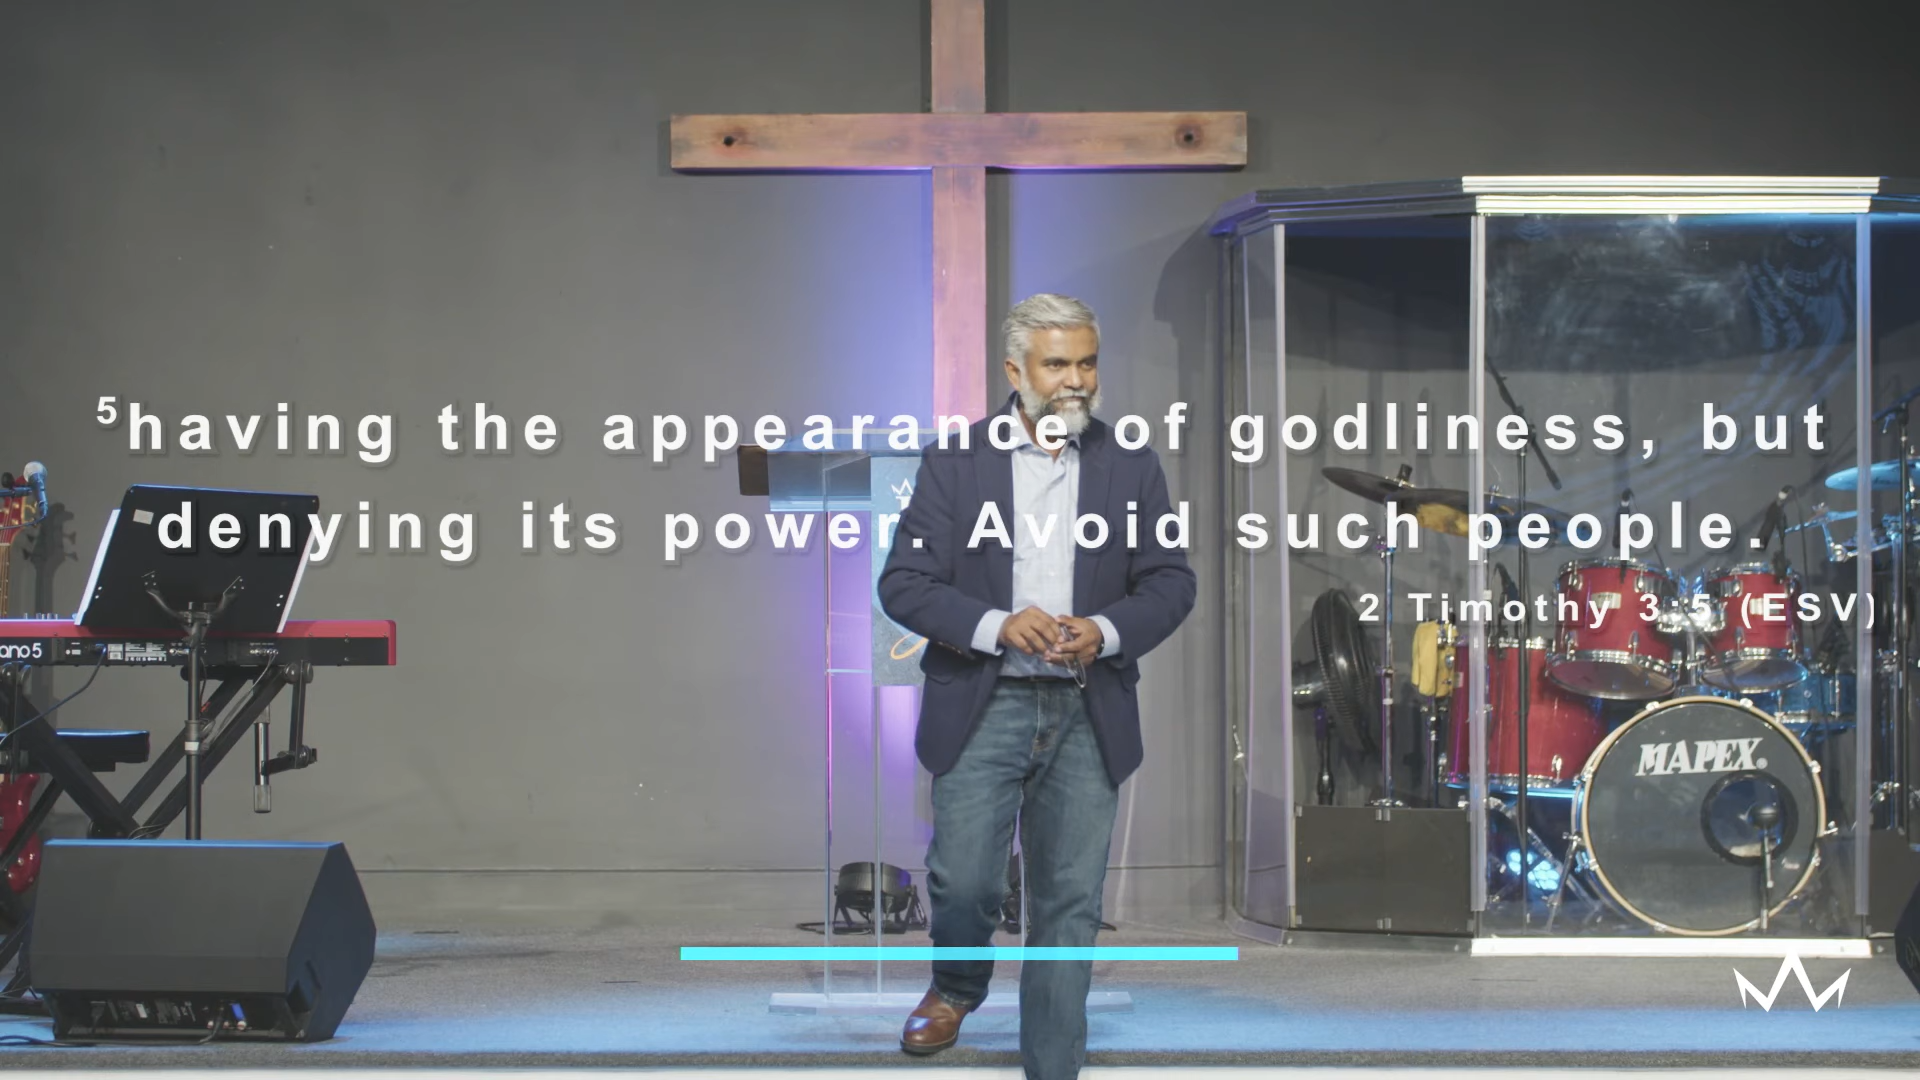 ⁵having the appearance of godliness, but
denying its power. Avoid such people.
2 Timothy 3:5 (ESV)
ano5
MAPEX®